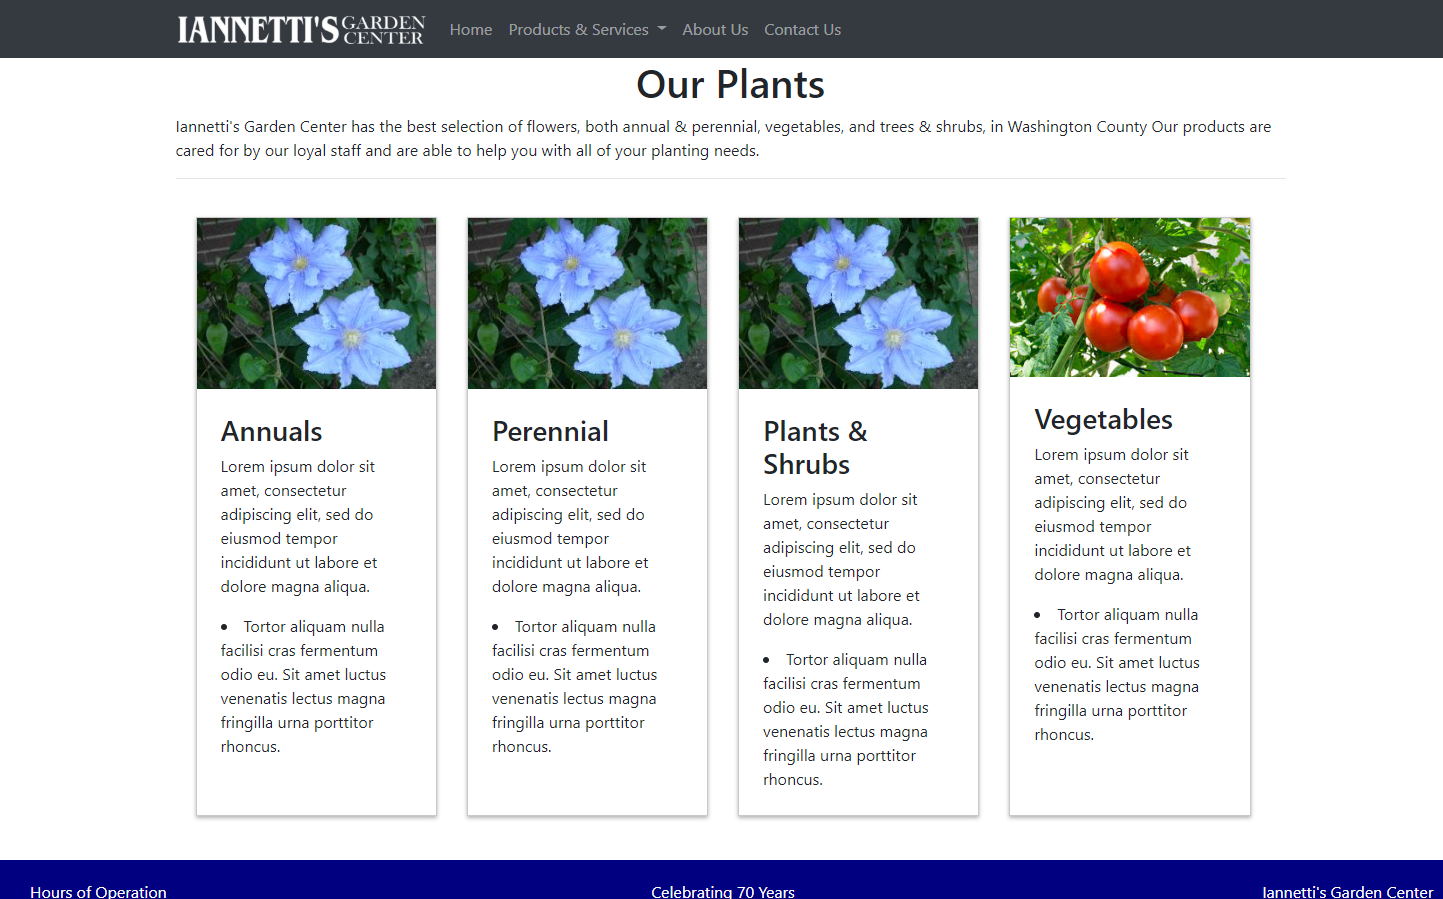 IANNETTI'S GARDEN CENTER Home Products & Services About Us Contact Us
Our Plants
Iannetti's Garden Center has the best selection of flowers, both annual & perennial, vegetables, and trees & shrubs, in Washington County Our products are
cared for by our loyal staff and are able to help you with all of your planting needs.
Annuals
Lorem ipsum dolor sit
amet, consectetur
adipiscing elit, sed do
eiusmod tempor
incididunt ut labore et
dolore magna aliqua.
• Tortor aliquam nulla
facilisi cras fermentum
odio eu. Sit amet luctus
venenatis lectus magna
fringilla urna porttitor
rhoncus.
Perennial
Lorem ipsum dolor sit
amet, consectetur
adipiscing elit, sed do
eiusmod tempor
incididunt ut labore et
dolore magna aliqua.
• Tortor aliquam nulla
facilisi cras fermentum
odio eu. Sit amet luctus
venenatis lectus magna
fringilla urna porttitor
rhoncus.
Plants &
Shrubs
Lorem ipsum dolor sit
amet, consectetur
adipiscing elit, sed do
eiusmod tempor
incididunt ut labore et
dolore magna aliqua.
• Tortor aliquam nulla
facilisi cras fermentum
odio eu. Sit amet luctus
venenatis lectus magna
fringilla urna porttitor
rhoncus.
Vegetables
Lorem ipsum dolor sit
amet, consectetur
adipiscing elit, sed do
eiusmod tempor
incididunt ut labore et
dolore magna aliqua.
• Tortor aliquam nulla
facilisi cras fermentum
odio eu. Sit amet luctus
venenatis lectus magna
fringilla urna porttitor
rhoncus.
Hours of Operation
Celebrating 70 Years
Iannetti's Garden Center